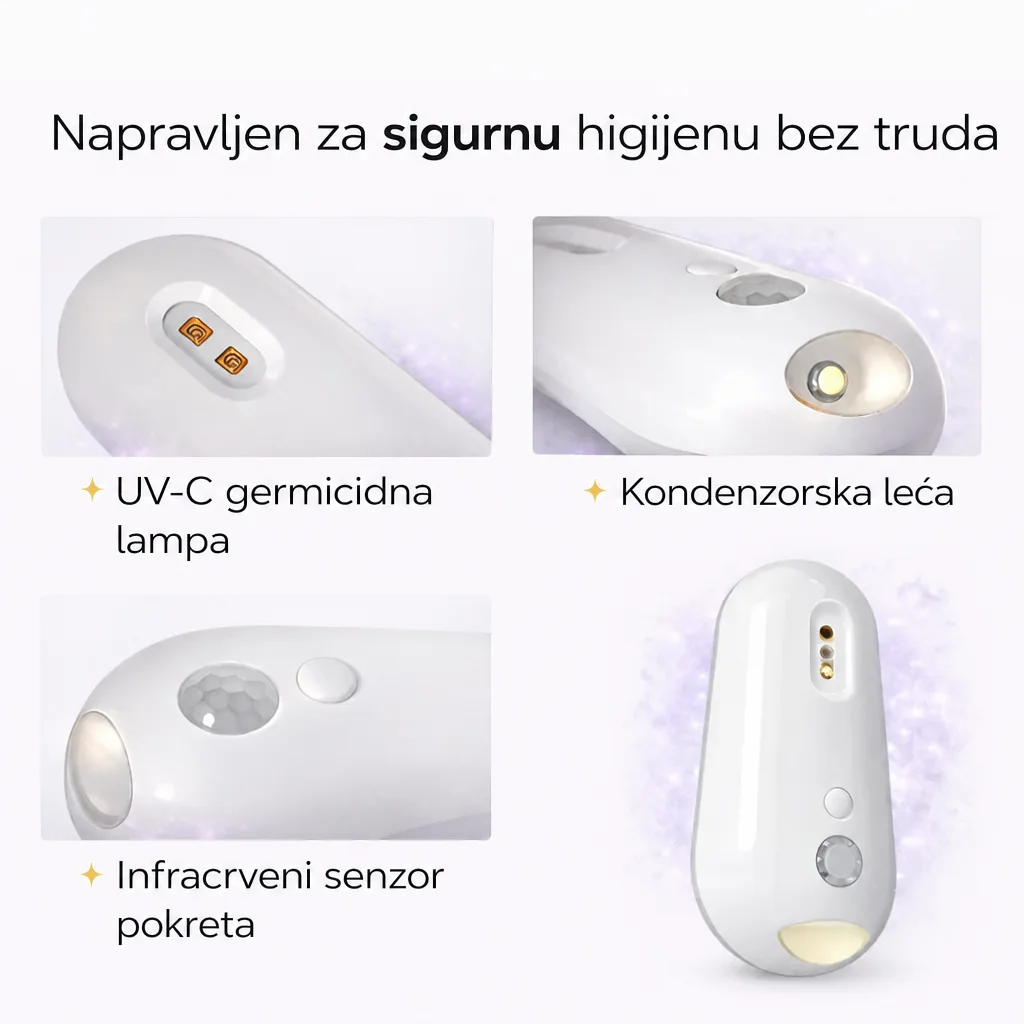 Napravljen za sigurnu higijenu bez truda
UV-C germicidna
lampa
Kondenzorska leća
Infracrveni senzor
pokreta